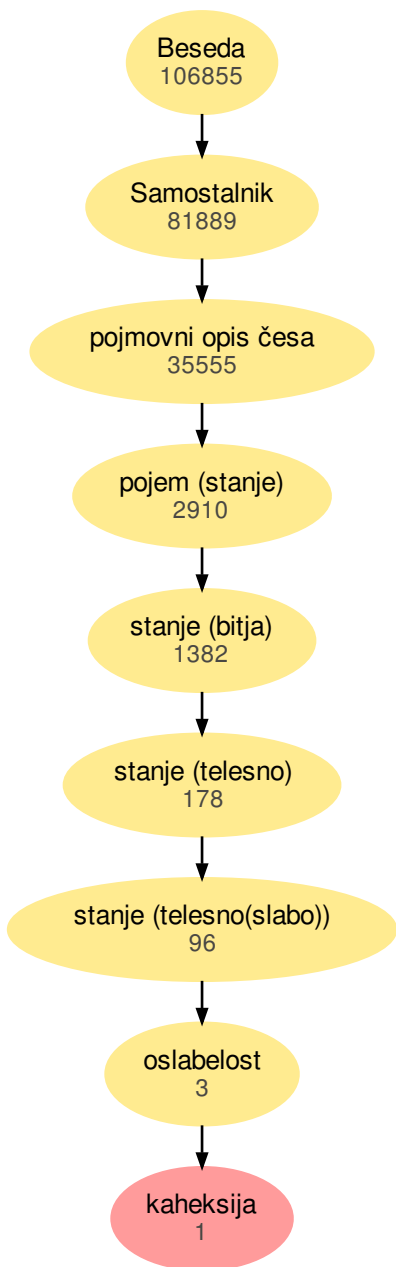 Beseda
106855
Samostalnik
81889
pojmovni opis česa
35555
pojem (stanje)
2910
stanje (bitja)
1382
stanje (telesno)
178
stanje (telesno(slabo))
96
oslabelost
3
kaheksija
1